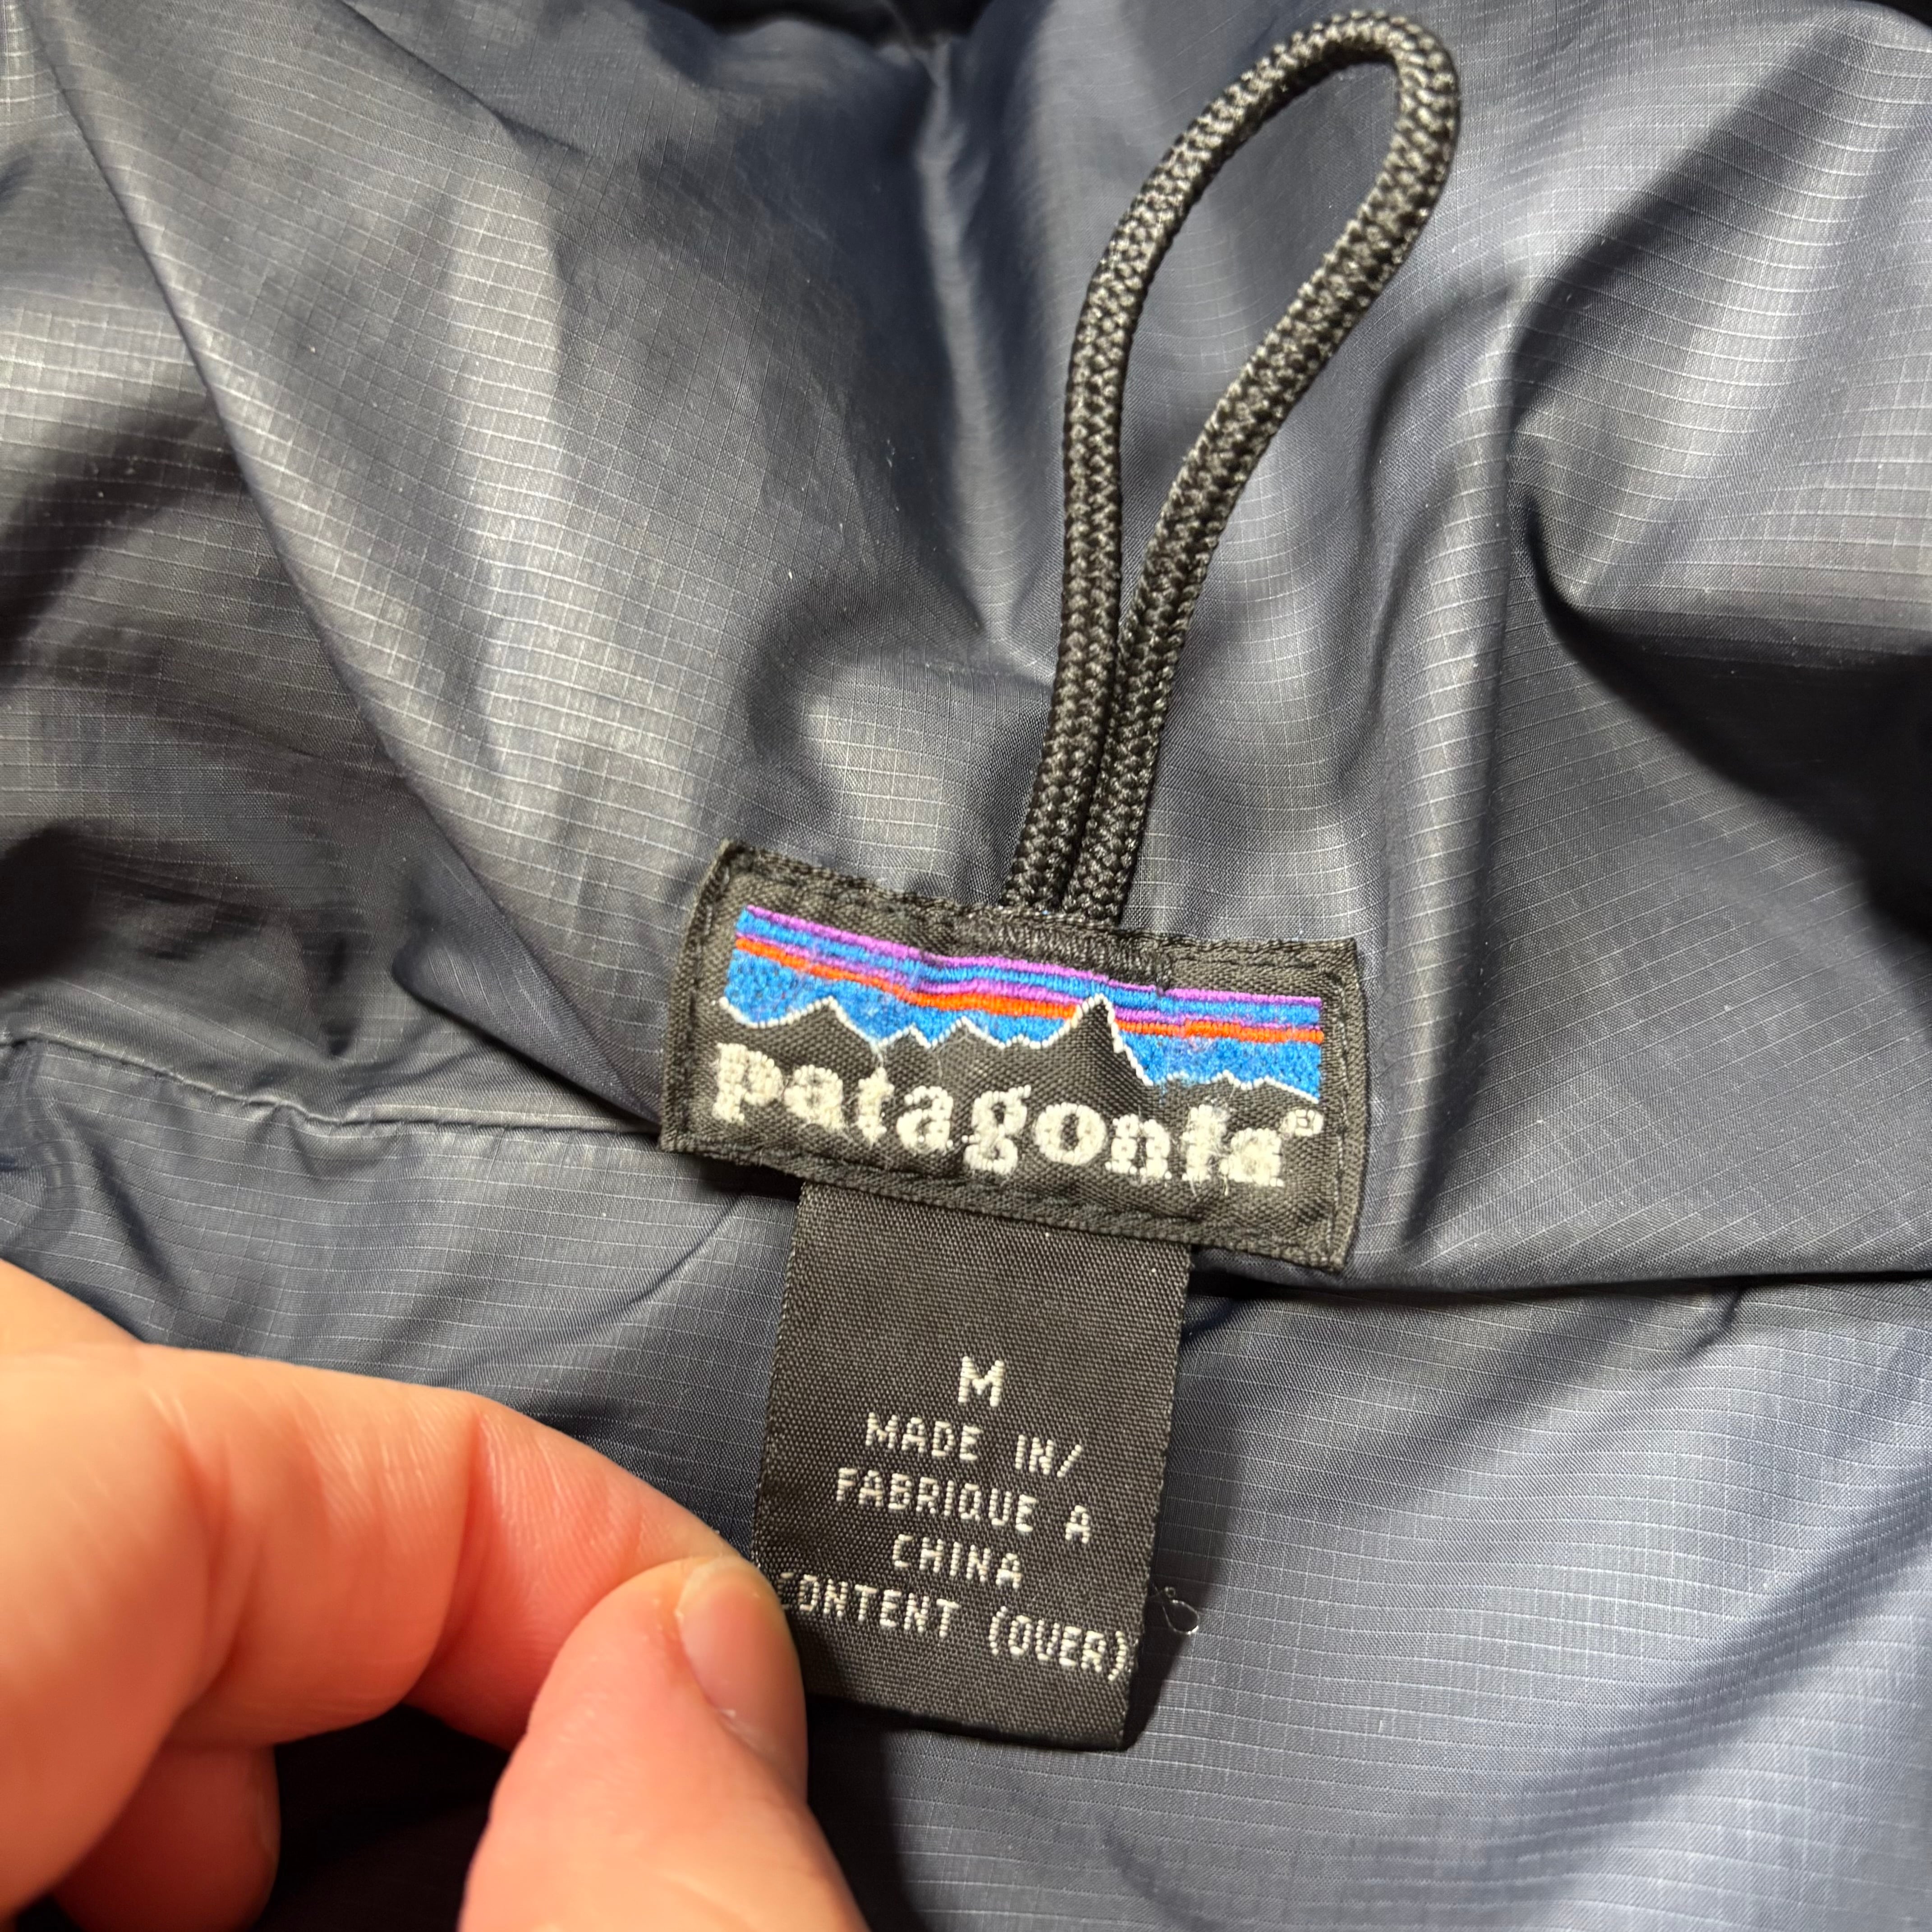 patagonia®
M
MADE IN/
FABRIQUE A
CHINA
CONTENT (OVER)